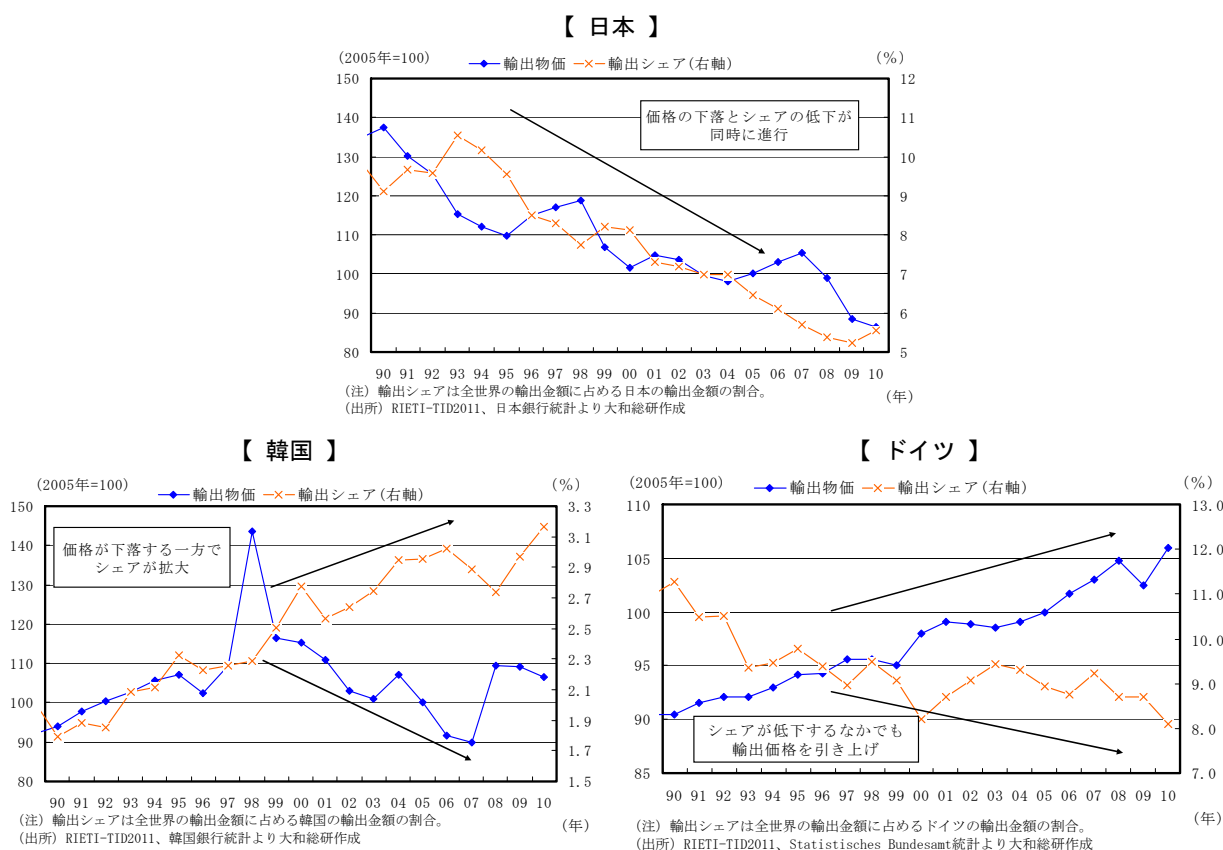 【 日本 】
(2005年=100)
輸出物価
輸出シェア(右軸)
(%)
150
140
130
120
110
100
90
80
12
11
10
9
8
7
6
5
価格の下落とシェアの低下が
同時に進行
90 91 92 93 94 95 96 97 98 99 00 01 02 03 04 05 06 07 08 09 10
(年)
(注) 輸出シェアは全世界の輸出金額に占める日本の輸出金額の割合。
(出所) RIETI-TID2011、日本銀行統計より大和総研作成
【 韓国 】
(2005年=100)
輸出物価
輸出シェア(右軸)
(%)
150
140
130
120
110
100
90
80
3.3
3.1
2.9
2.7
2.5
2.3
2.1
1.9
1.7
1.5
価格が下落する一方で
シェアが拡大
90 91 92 93 94 95 96 97 98 99 00 01 02 03 04 05 06 07 08 09 10
(年)
(注) 輸出シェアは全世界の輸出金額に占める韓国の輸出金額の割合。
(出所) RIETI-TID2011、韓国銀行統計より大和総研作成
【 ドイツ 】
(2005年=100)
輸出物価
輸出シェア(右軸)
(%)
110
105
100
95
90
85
13.0
12.0
11.0
10.0
9.0
8.0
7.0
シェアが低下するなかでも
輸出価格を引き上げ
90 91 92 93 94 95 96 97 98 99 00 01 02 03 04 05 06 07 08 09 10
(年)
(注) 輸出シェアは全世界の輸出金額に占めるドイツの輸出金額の割合。
(出所) RIETI-TID2011、Statistisches Bundesamt統計より大和総研作成